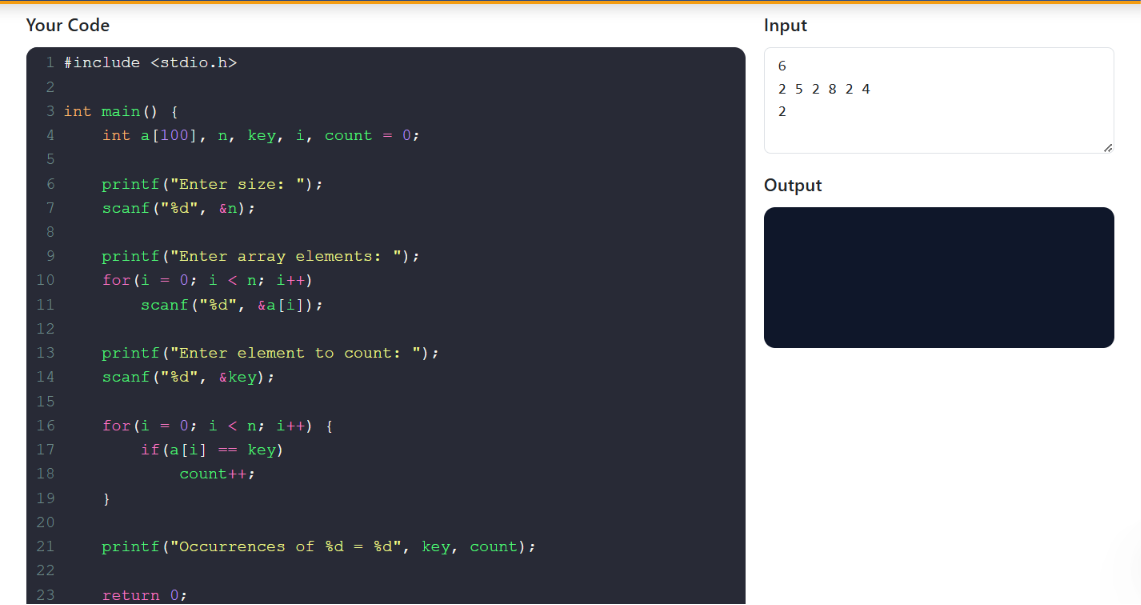 Your Code
1 #include <stdio.h>
2
3 int main() {
4     int a[100], n, key, i, count = 0;
5
6     printf("Enter size: ");
7     scanf("%d", &n);
8
9     printf("Enter array elements: ");
10     for(i = 0; i < n; i++)
11         scanf("%d", &a[i]);
12
13     printf("Enter element to count: ");
14     scanf("%d", &key);
15
16     for(i = 0; i < n; i++) {
17         if(a[i] == key)
18             count++;
19     }
20
21     printf("Occurrences of %d = %d", key, count);
22
23     return 0;
Input
6
2 5 2 8 2 4
2
Output